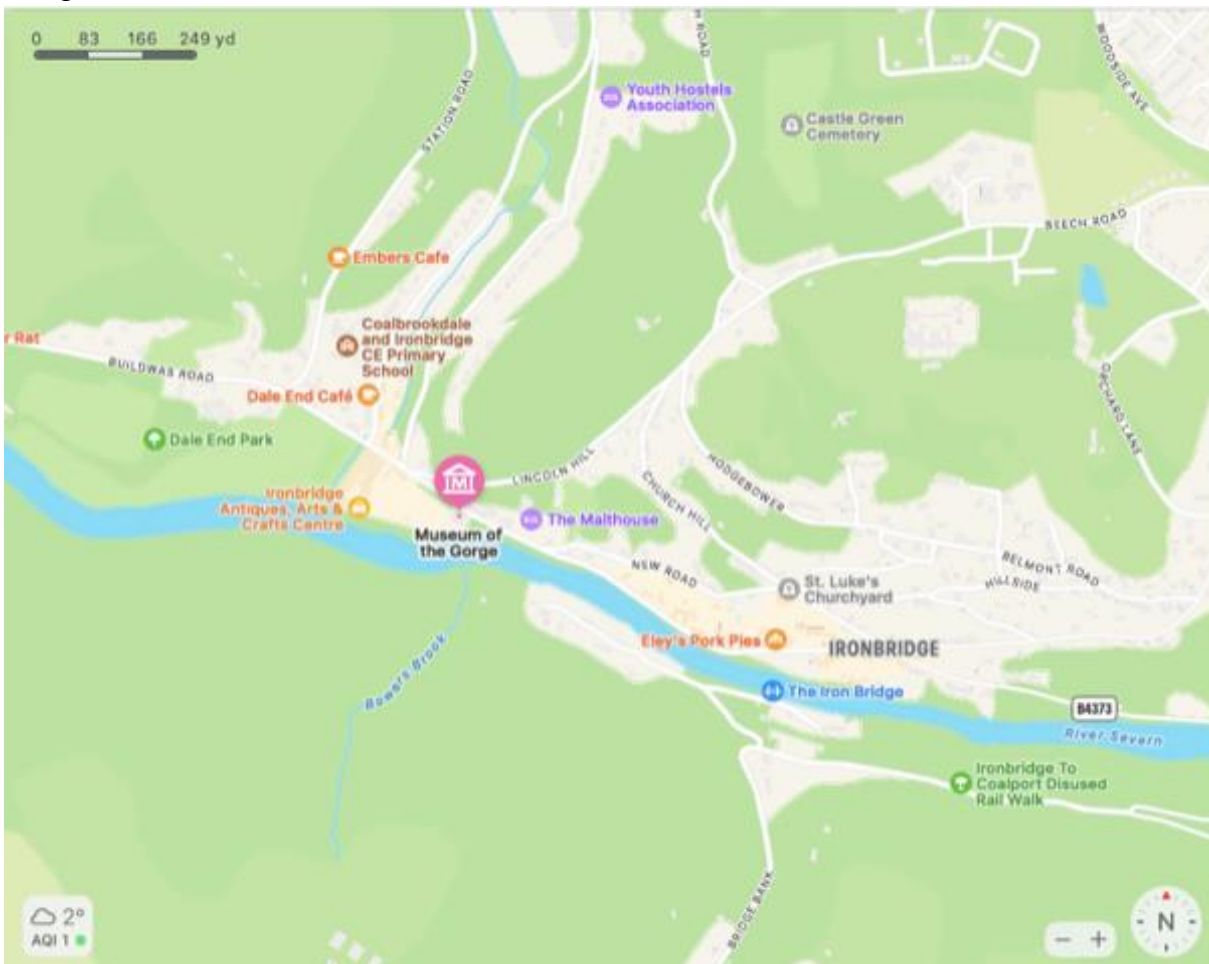 0 83 166 249 yd
Youth Hostels
Association
Castle Green
Cemetery
WOODSIDE AVE
STATION ROAD
ROAD
BEECH ROAD
Embers Cafe
Coalbrookdale
and Ironbridge
CE Primary
School
r Rat
BUILDWAS ROAD
Dale End Café
ORCHARD LANE
Dale End Park
LINCOLN HILL
HODGEBOWER
CHURCH HILL
Ironbridge
Antiques, Arts &
Crafts Centre
M
Museum of
the Gorge
The Malthouse
NEW ROAD
BELMONT ROAD
HILLSIDE
St. Luke's
Churchyard
Eley's Pork Pies
IRONBRIDGE
Bowers Brook
The Iron Bridge
B4373
River Severn
Ironbridge To
Coalport Disused
Rail Walk
BRIDGE BANK
2°
AQI 1
− +
N